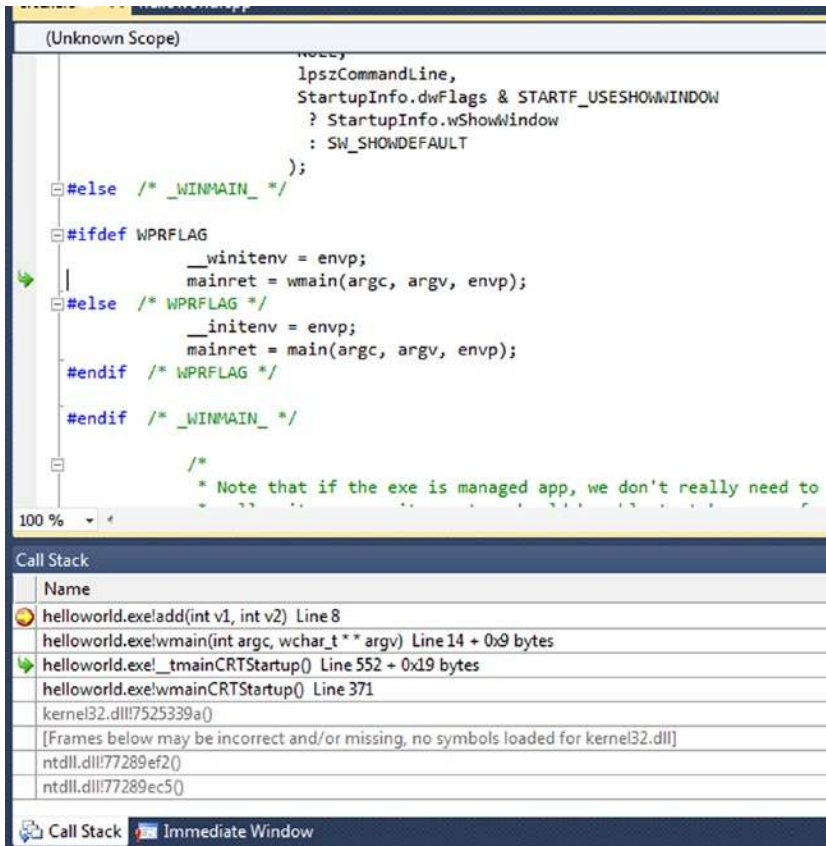 (Unknown Scope)
NULL,
lpszCommandLine,
StartupInfo.dwFlags & STARTF_USESHOWWINDOW
? StartupInfo.wShowWindow
: SW_SHOWDEFAULT
);
#else /* _WINMAIN_ */
#ifdef WPRFLAG
__winitenv = envp;
mainret = wmain(argc, argv, envp);
#else /* WPRFLAG */
__initenv = envp;
mainret = main(argc, argv, envp);
#endif /* WPRFLAG */
#endif /* _WINMAIN_ */
/*
* Note that if the exe is managed app, we don't really need to
100 %
Call Stack
Name
helloworld.exe!add(int v1, int v2) Line 8
helloworld.exe!wmain(int argc, wchar_t * * argv) Line 14 + 0x9 bytes
helloworld.exe!__tmainCRTStartup() Line 552 + 0x19 bytes
helloworld.exe!wmainCRTStartup() Line 371
kernel32.dll!7525339a()
[Frames below may be incorrect and/or missing, no symbols loaded for kernel32.dll]
ntdll.dll!77289ef2()
ntdll.dll!77289ec5()
Call Stack Immediate Window